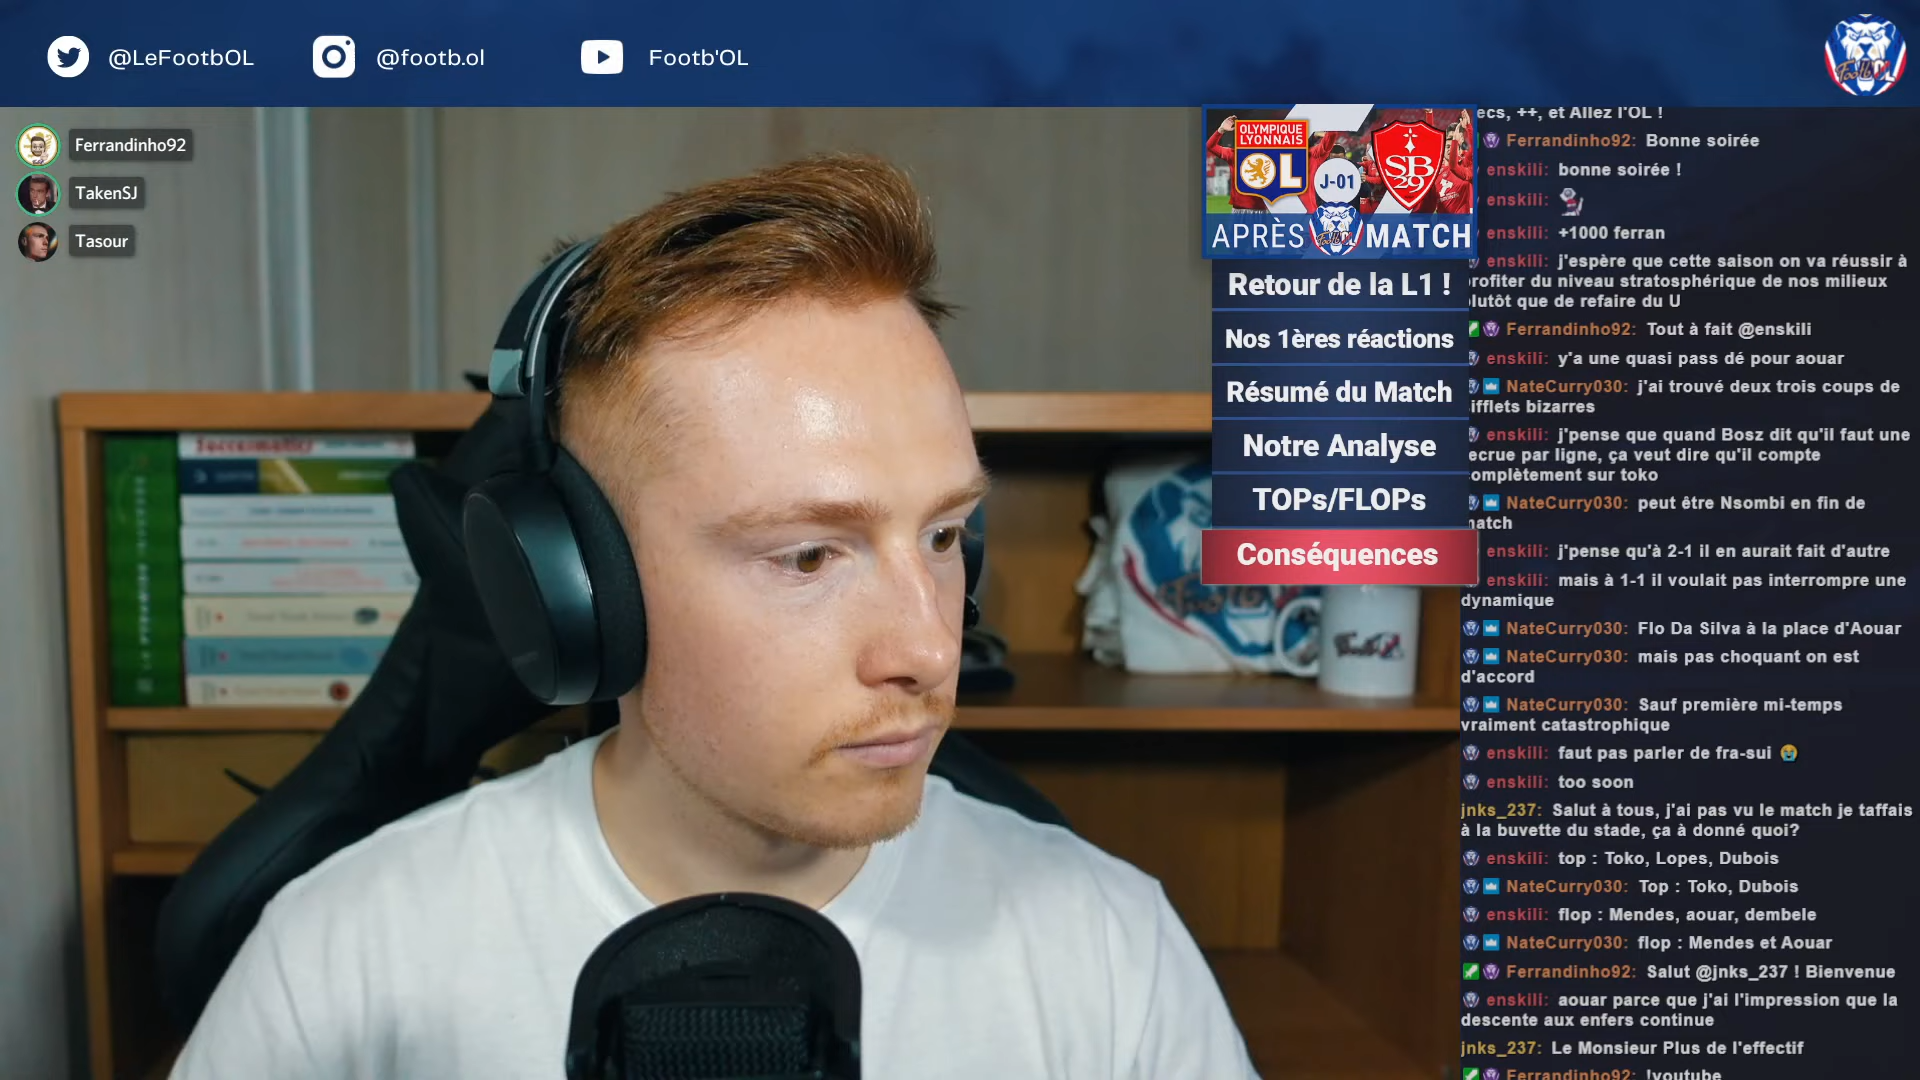 @LeFootbOL
@footb.ol
Footb'OL
Ferrandinho92
TakenSJ
Tasour
OLYMPIQUE
LYONNAIS
OL
J-01
SB
29
APRÈS
MATCH
Retour de la L1 !
Nos 1ères réactions
Résumé du Match
Notre Analyse
TOPs/FLOPs
Conséquences
Soccermatics
ecs, ++, et Allez l'OL !
Ferrandinho92: Bonne soirée
enskili: bonne soirée !
enskili:
enskili: +1000 ferran
enskili: j'espère que cette saison on va réussir à
profiter du niveau stratosphérique de nos milieux
plutôt que de refaire du U
Ferrandinho92: Tout à fait @enskili
enskili: y'a une quasi pass dé pour aouar
NateCurry030: j'ai trouvé deux trois coups de
sifflets bizarres
enskili: j'pense que quand Bosz dit qu'il faut une
recrue par ligne, ça veut dire qu'il compte
complètement sur toko
NateCurry030: peut être Nsombi en fin de
match
enskili: j'pense qu'à 2-1 il en aurait fait d'autre
enskili: mais à 1-1 il voulait pas interrompre une
dynamique
NateCurry030: Flo Da Silva à la place d'Aouar
NateCurry030: mais pas choquant on est
d'accord
NateCurry030: Sauf première mi-temps
vraiment catastrophique
enskili: faut pas parler de fra-sui 😭
enskili: too soon
jnks_237: Salut à tous, j'ai pas vu le match je taffais
à la buvette du stade, ça à donné quoi?
enskili: top : Toko, Lopes, Dubois
NateCurry030: Top : Toko, Dubois
enskili: flop : Mendes, aouar, dembele
NateCurry030: flop : Mendes et Aouar
Ferrandinho92: Salut @jnks_237 ! Bienvenue
enskili: aouar parce que j'ai l'impression que la
descente aux enfers continue
jnks_237: Le Monsieur Plus de l'effectif
Ferrandinho92: !youtube